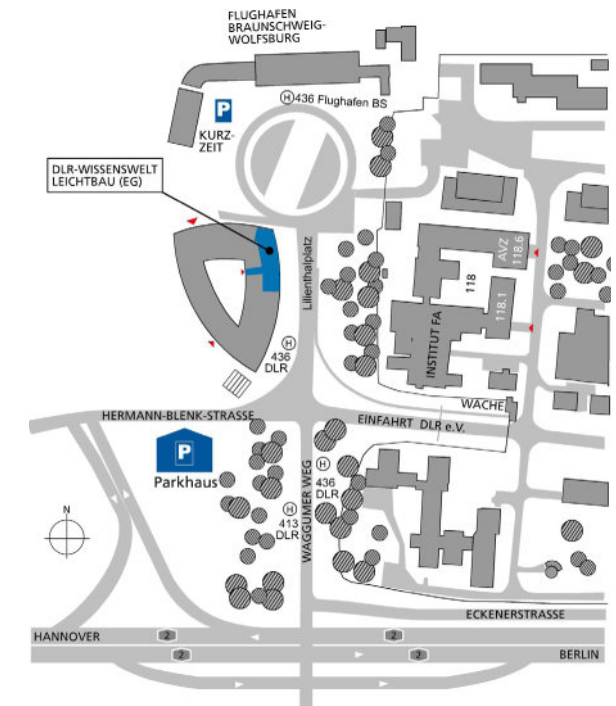 FLUGHAFEN
BRAUNSCHWEIG-
WOLFSBURG
H 436 Flughafen BS
P
KURZ-
ZEIT
DLR-WISSENSWELT
LEICHTBAU (EG)
Lilienthalplatz
AVZ
118.6
118
118.1
INSTITUT FA
H
436
DLR
WACHE
HERMANN-BLENK-STRASSE
EINFAHRT DLR e.V.
P
Parkhaus
H
436
DLR
H
413
DLR
WAGGUMER WEG
N
ECKENERSTRASSE
HANNOVER
2
2
2
2
BERLIN